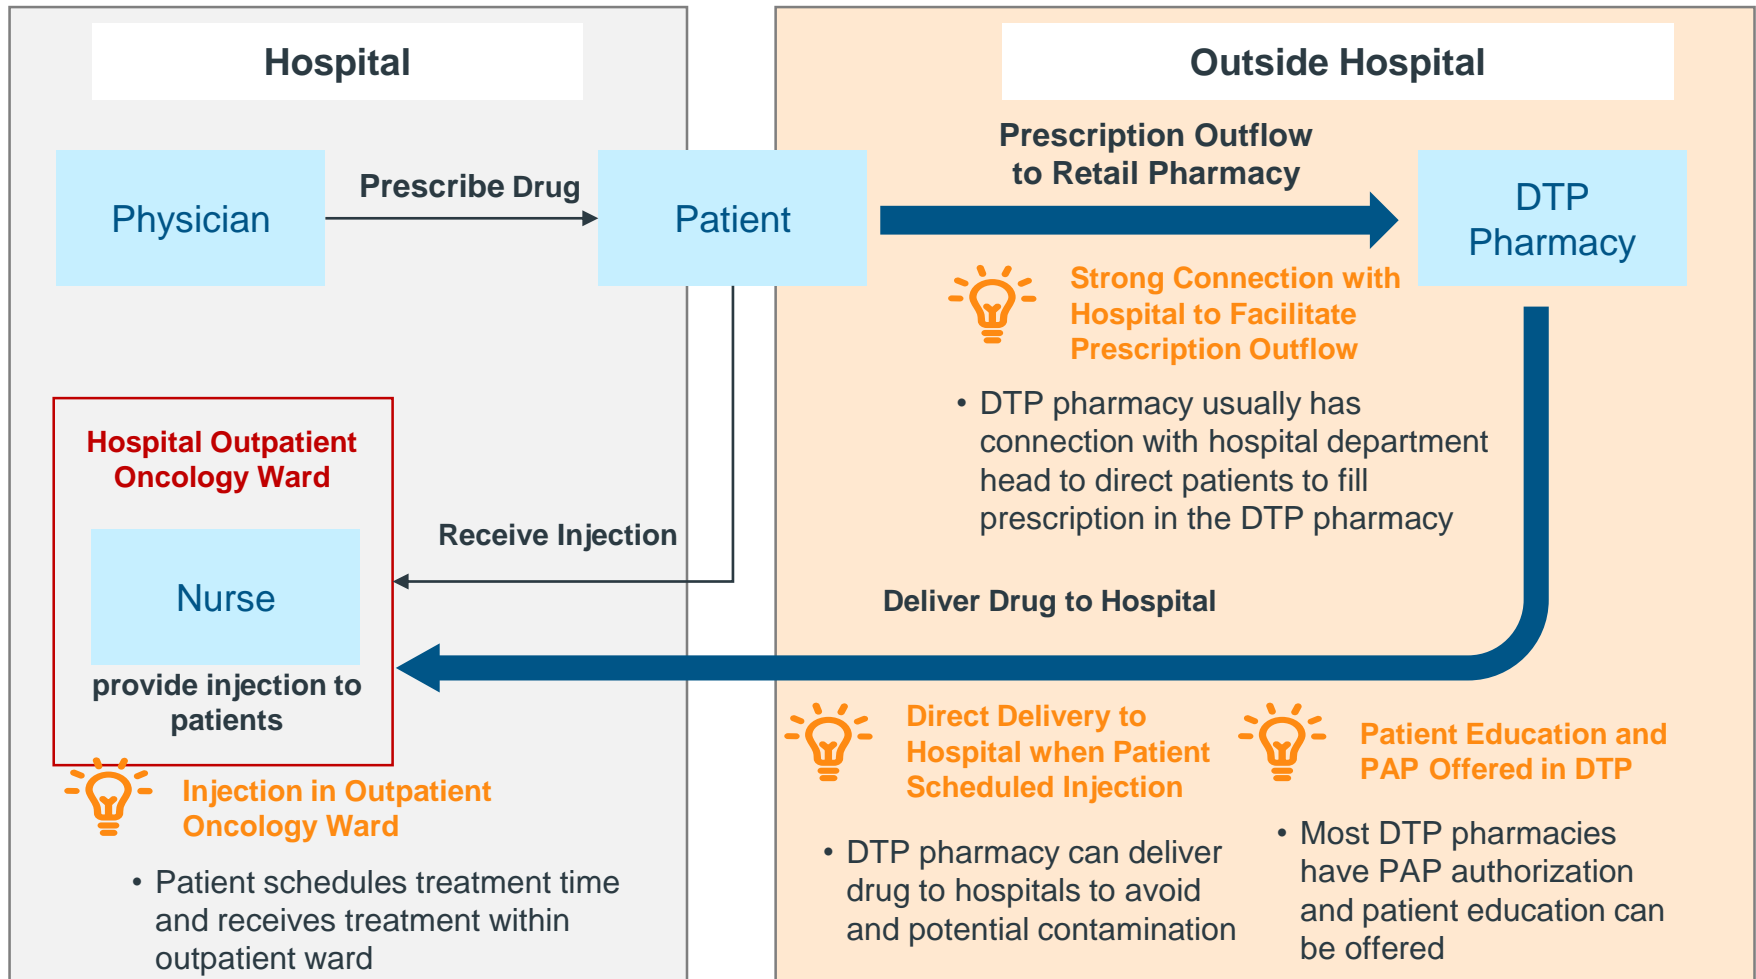 Hospital
Outside Hospital
Physician
Prescribe Drug
Patient
Prescription Outflow
to Retail Pharmacy
DTP
Pharmacy
Strong Connection with
Hospital to Facilitate
Prescription Outflow
• DTP pharmacy usually has
connection with hospital department
head to direct patients to fill
prescription in the DTP pharmacy
Hospital Outpatient
Oncology Ward
Nurse
provide injection to
patients
Receive Injection
Deliver Drug to Hospital
Injection in Outpatient
Oncology Ward
• Patient schedules treatment time
and receives treatment within
outpatient ward
Direct Delivery to
Hospital when Patient
Scheduled Injection
• DTP pharmacy can deliver
drug to hospitals to avoid
and potential contamination
Patient Education and
PAP Offered in DTP
• Most DTP pharmacies
have PAP authorization
and patient education can
be offered